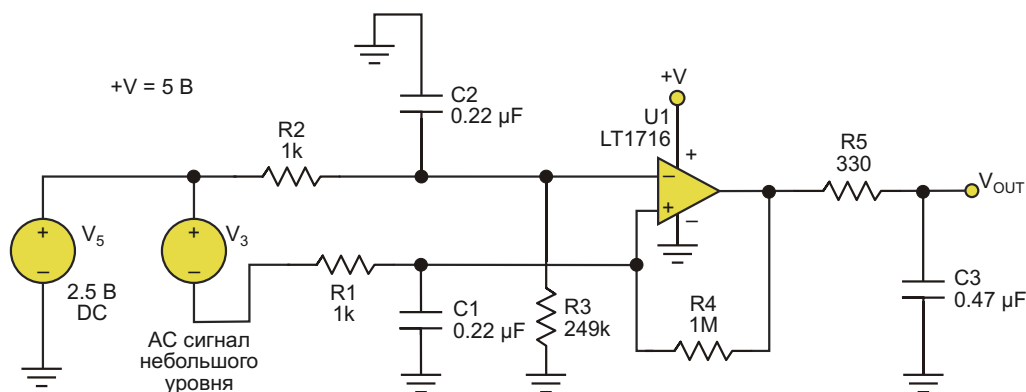 +V = 5 В
C2
0.22 µF
+V
U1
LT1716
R2
1k
R5
330
V_OUT
+
–
+
–
+
–
V5
+
–
V3
2.5 В
DC
R1
1k
C1
0.22 µF
R3
249k
R4
1M
C3
0.47 µF
АС сигнал
небольшого
уровня